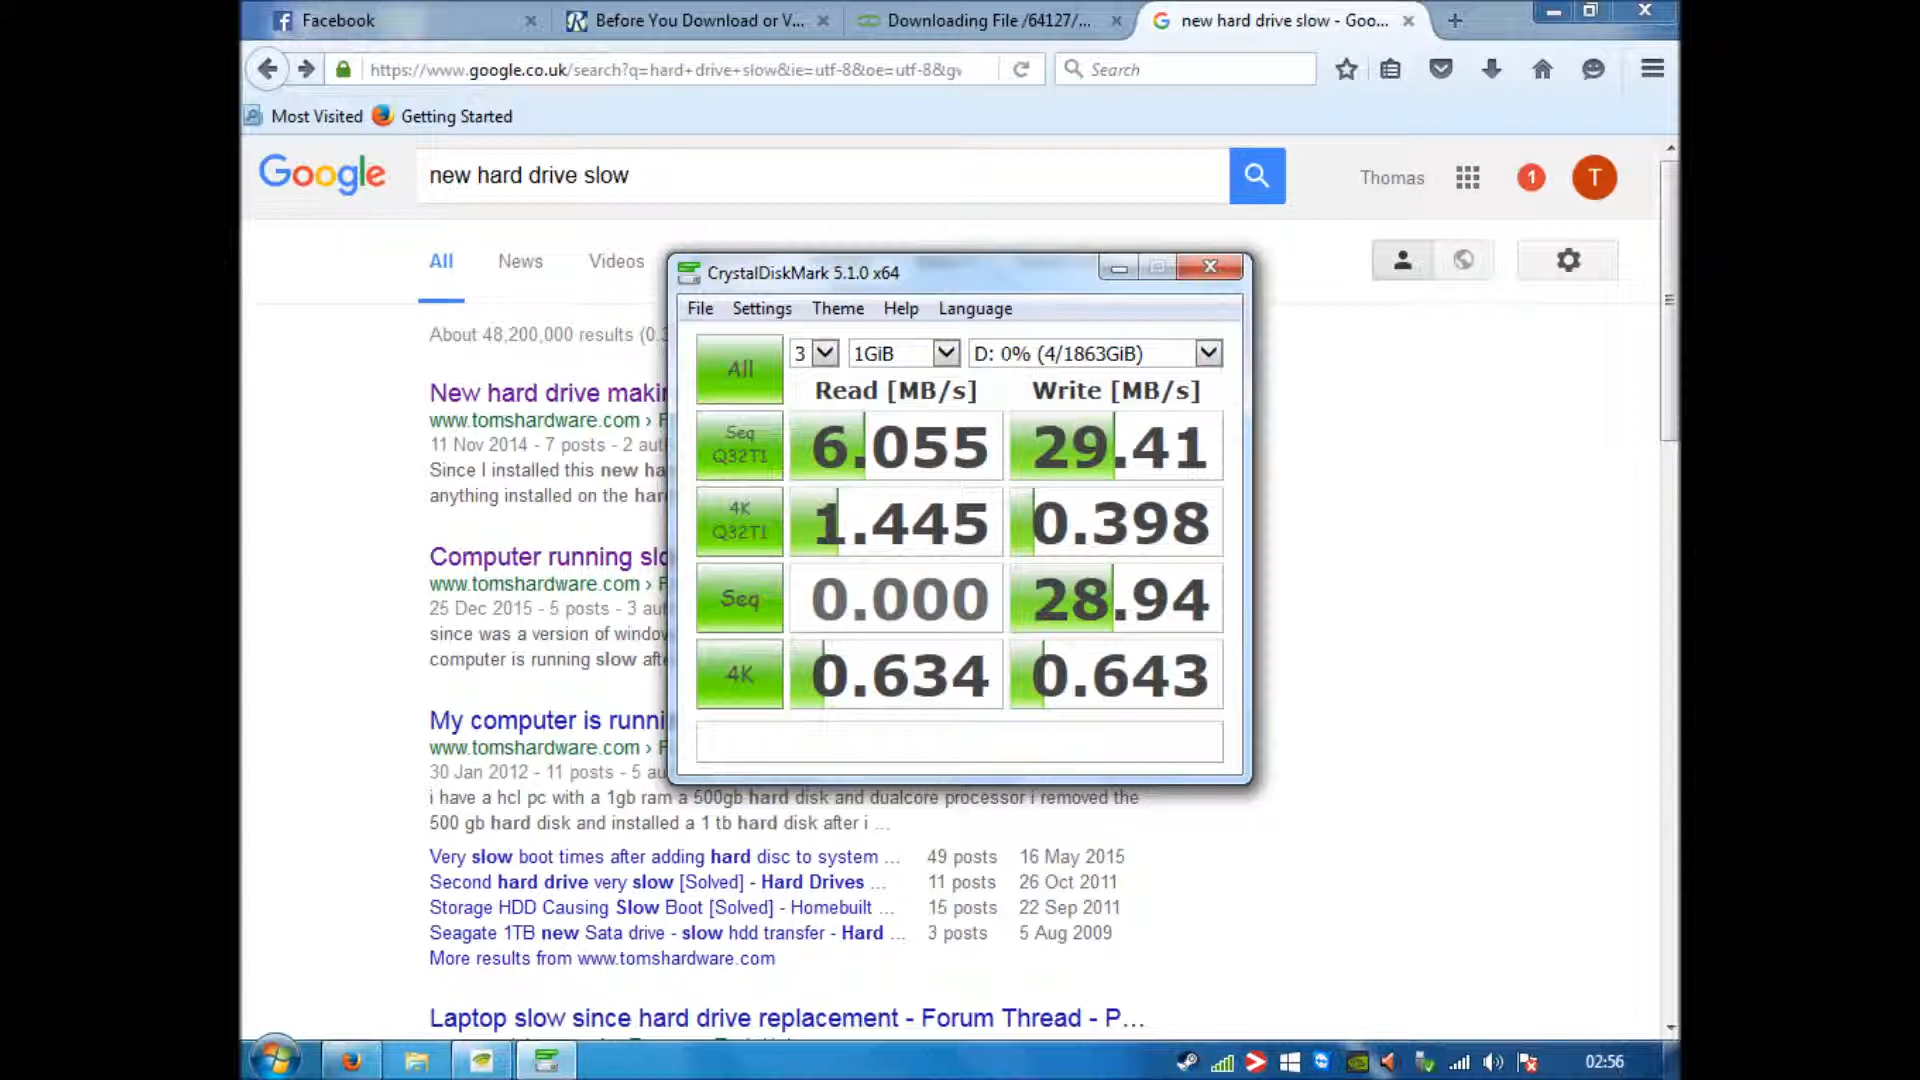 Facebook
Before You Download or V...
Downloading File /64127/...
new hard drive slow - Goo...
https://www.google.co.uk/search?q=hard+drive+slow&ie=utf-8&oe=utf-8&gv
Search
Most Visited
Getting Started
Google
new hard drive slow
Thomas
1
T
All
News
Videos
About 48,200,000 results (0.3
New hard drive makin
www.tomshardware.com › F
11 Nov 2014 - 7 posts - 2 aut
Since I installed this new ha
anything installed on the hard
Computer running slo
www.tomshardware.com › F
25 Dec 2015 - 5 posts - 3 aut
since was a version of window
computer is running slow afte
My computer is runni
www.tomshardware.com › F
30 Jan 2012 - 11 posts - 5 au
i have a hcl pc with a 1gb ram a 500gb hard disk and dualcore processor i removed the
500 gb hard disk and installed a 1 tb hard disk after i ...
Very slow boot times after adding hard disc to system ... 49 posts 16 May 2015
Second hard drive very slow [Solved] - Hard Drives ... 11 posts 26 Oct 2011
Storage HDD Causing Slow Boot [Solved] - Homebuilt ... 15 posts 22 Sep 2011
Seagate 1TB new Sata drive - slow hdd transfer - Hard ... 3 posts 5 Aug 2009
More results from www.tomshardware.com
Laptop slow since hard drive replacement - Forum Thread - P...
CrystalDiskMark 5.1.0 x64
File Settings Theme Help Language
All
3
1GiB
D: 0% (4/1863GiB)
Read [MB/s] Write [MB/s]
Seq
Q32T1
6.055 29.41
4K
Q32T1
1.445 0.398
Seq
0.000 28.94
4K
0.634 0.643
02:56